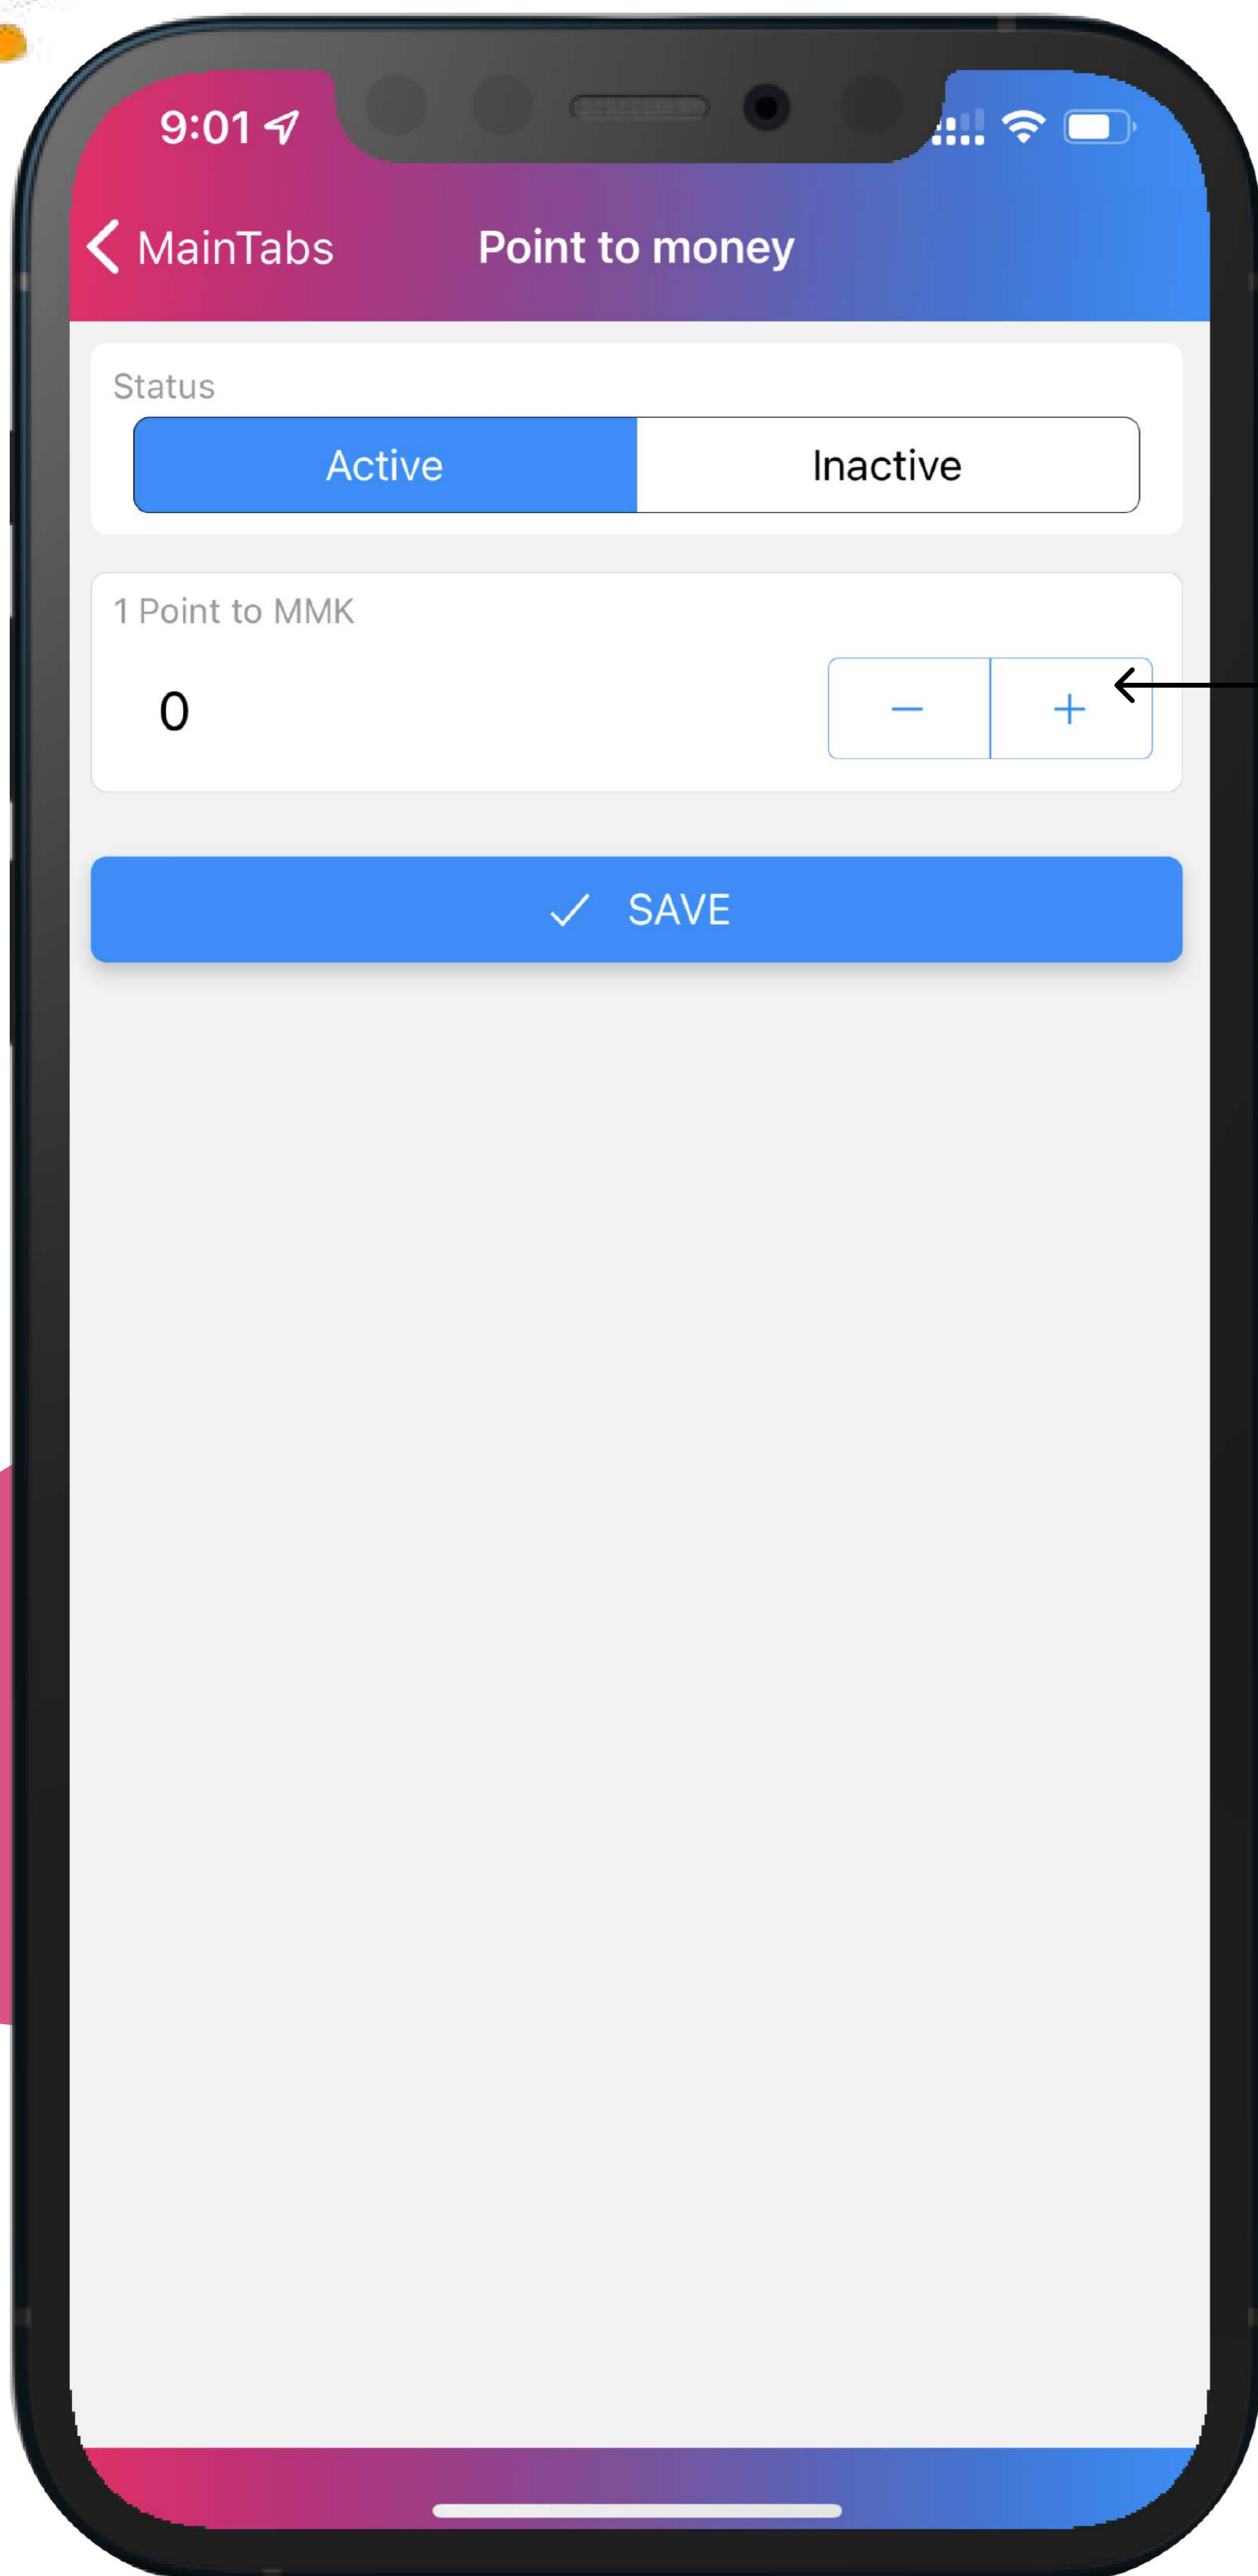 9:01
MainTabs
Point to money
Status
Active
Inactive
1 Point to MMK
0
− +
SAVE